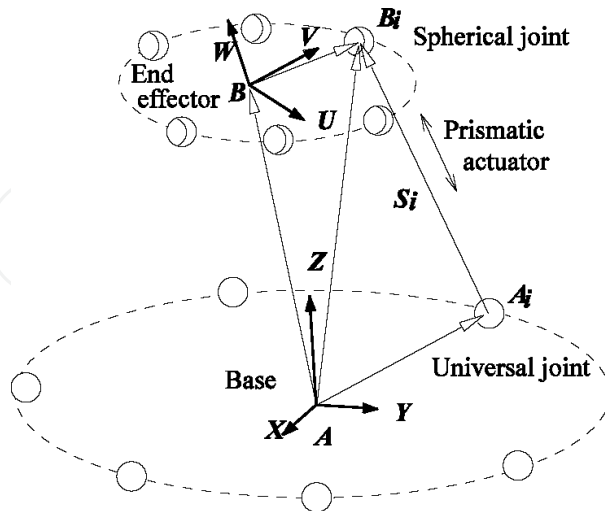 Bi
V
Spherical joint
W
End
effector
B
U
Prismatic
actuator
Si
Z
Ai
Base
Universal joint
X
A
Y